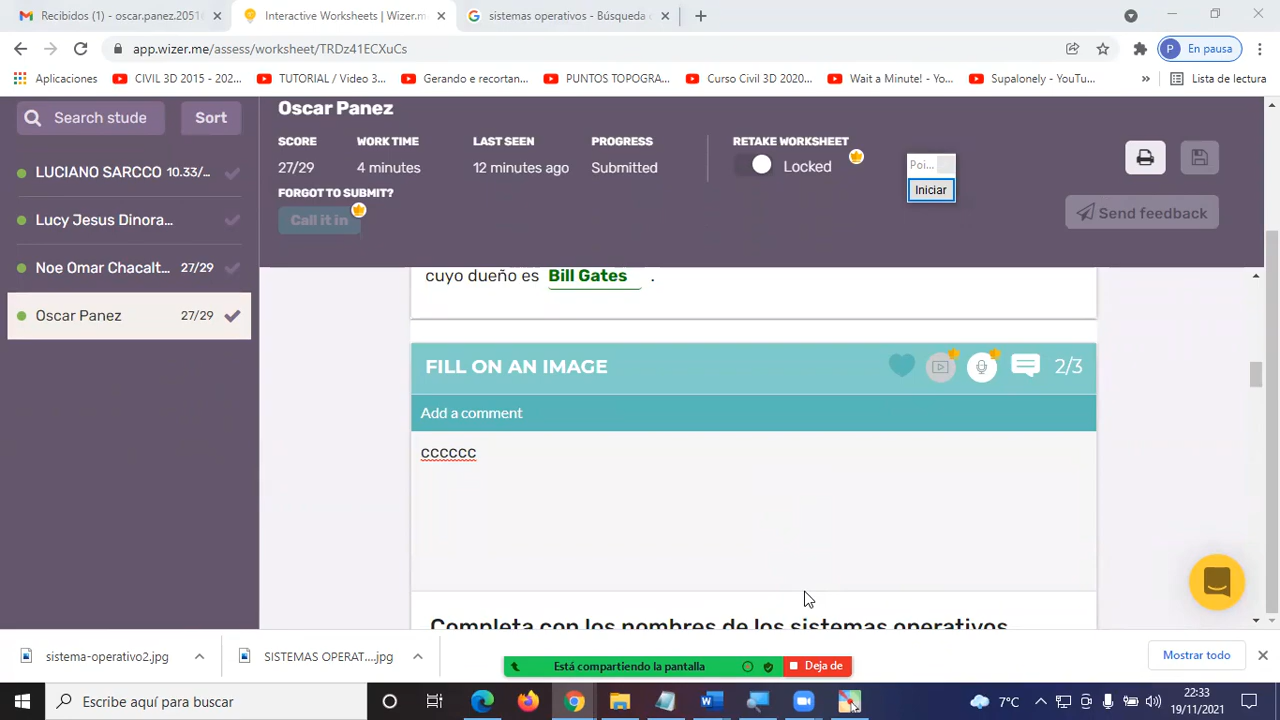 Recibidos (1) - oscar.panez.2051
Interactive Worksheets | Wizer.m
sistemas operativos - Búsqueda
app.wizer.me/assess/worksheet/TRDz41ECXuCs
En pausa
Aplicaciones
CIVIL 3D 2015 - 202...
TUTORIAL / Video 3...
Gerando e recortan...
PUNTOS TOPOGRA...
Curso Civil 3D 2020...
Wait a Minute! - Yo...
Supalonely - YouTu...
»
Lista de lectura
Search stude
Sort
LUCIANO SARCCO 10.33/...
Lucy Jesus Dinora...
Noe Omar Chacalt... 27/29
Oscar Panez 27/29
Oscar Panez
SCORE
27/29
WORK TIME
4 minutes
LAST SEEN
12 minutes ago
PROGRESS
Submitted
RETAKE WORKSHEET
Locked
FORGOT TO SUBMIT?
Call it in
Poi...
Iniciar
Send feedback
cuyo dueño es Bill Gates .
FILL ON AN IMAGE
2/3
Add a comment
cccccc
Completa con los nombres de los sistemas operativos
sistema-operativo2.jpg
SISTEMAS OPERAT....jpg
Está compartiendo la pantalla
Deja de
Mostrar todo
Escribe aquí para buscar
7°C
22:33
19/11/2021